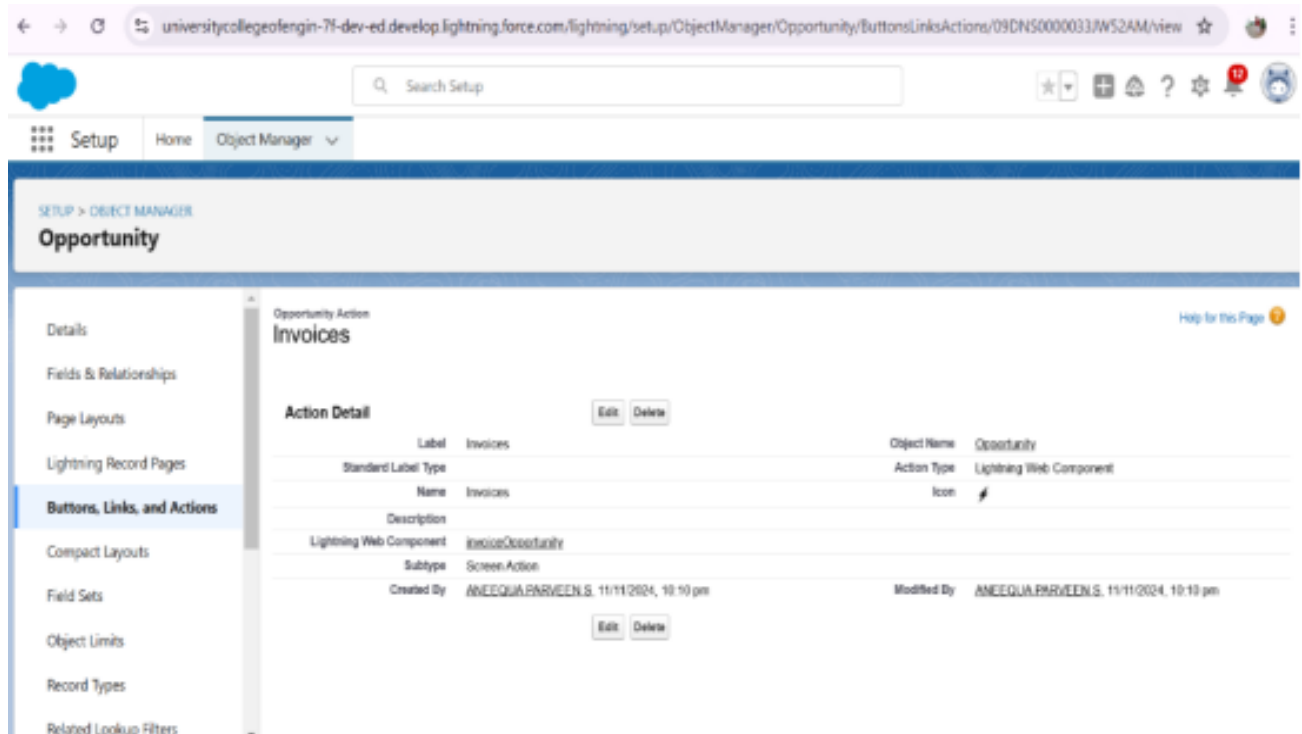 universitycollegeofengin-7f-dev-ed.develop.lightning.force.com/lightning/setup/ObjectManager/Opportunity/ButtonsLinksActions/09DNS0000033JW52AM/view
Search Setup
12
Setup Home Object Manager
SETUP > OBJECT MANAGER
Opportunity
Details
Fields & Relationships
Page Layouts
Lightning Record Pages
Buttons, Links, and Actions
Compact Layouts
Field Sets
Object Limits
Record Types
Related Lookup Filters
Opportunity Action
Invoices
Help for this Page ?
Action Detail Edit Delete
Label Invoices Object Name Opportunity
Standard Label Type Action Type Lightning Web Component
Name Invoices Icon
Description
Lightning Web Component invoiceOpportunity
Subtype Screen Action
Created By ANEEQUA PARVEEN.S, 11/11/2024, 10:10 pm Modified By ANEEQUA PARVEEN.S, 11/11/2024, 10:10 pm
Edit Delete